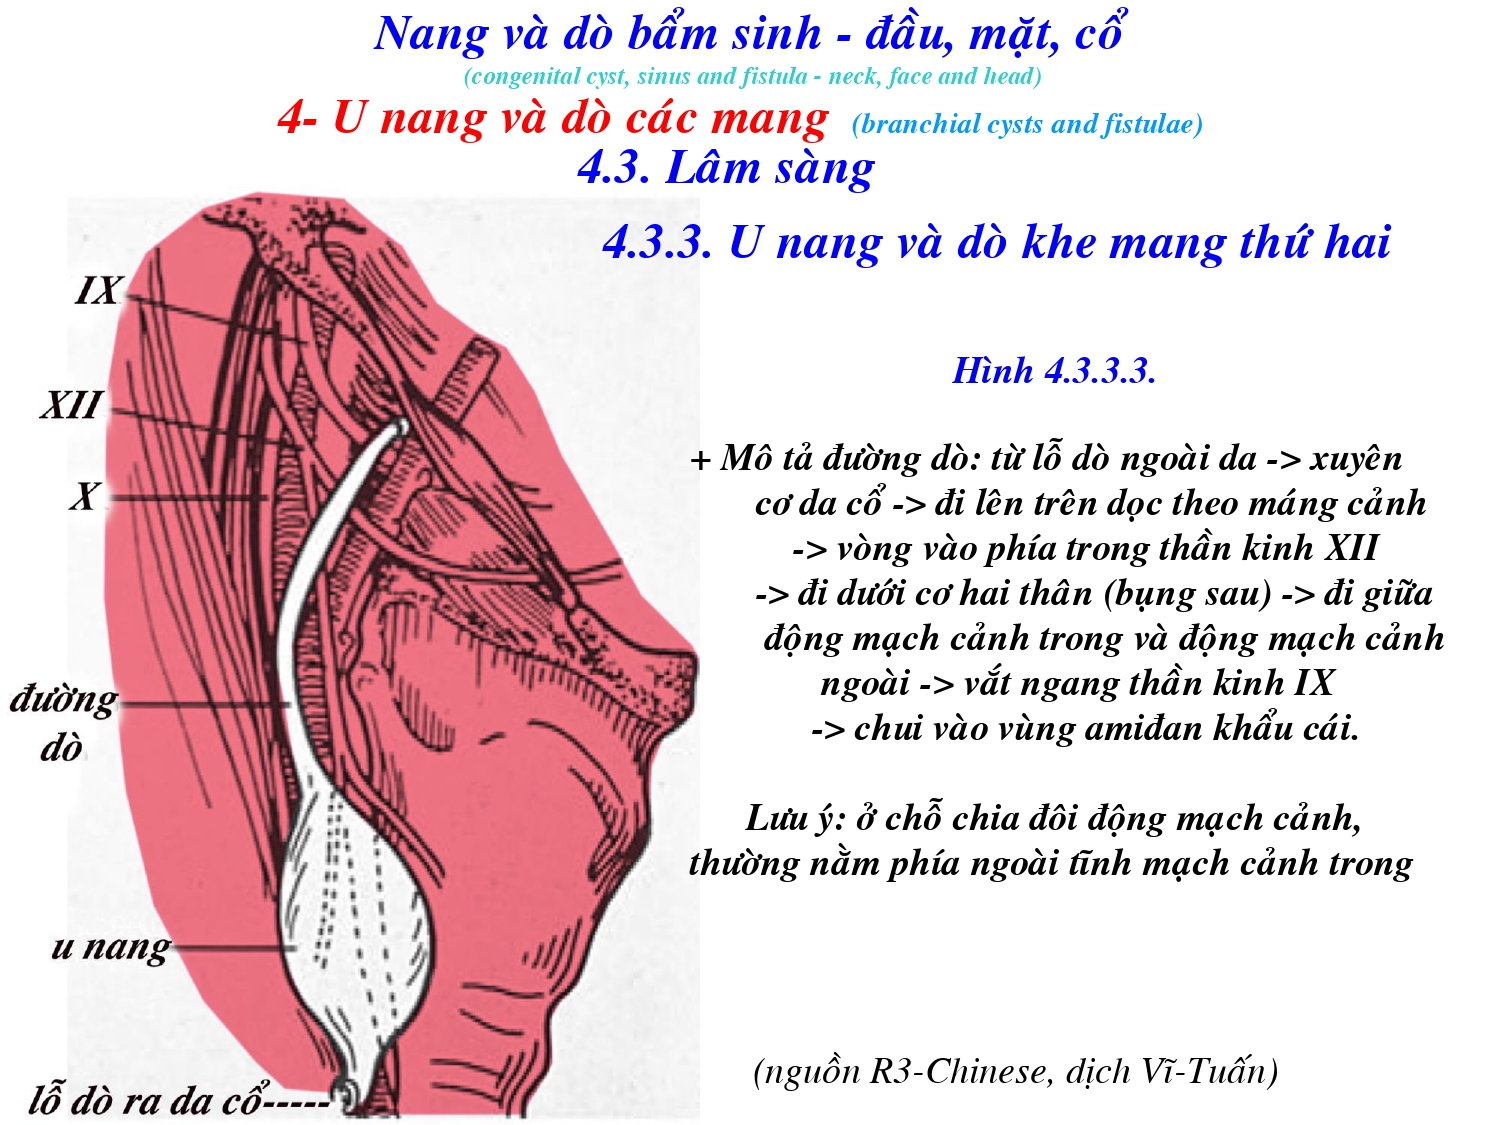 Nang và dò bẩm sinh - đầu, mặt, cổ
(congenital cyst, sinus and fistula - neck, face and head)
4- U nang và dò các mang (branchial cysts and fistulae)
4.3. Lâm sàng
4.3.3. U nang và dò khe mang thứ hai
IX
XII
X
đường
dò
u nang
lỗ dò ra da cổ-----
Hình 4.3.3.3.
+ Mô tả đường dò: từ lỗ dò ngoài da -> xuyên
cơ da cổ -> đi lên trên dọc theo máng cảnh
-> vòng vào phía trong thần kinh XII
-> đi dưới cơ hai thân (bụng sau) -> đi giữa
động mạch cảnh trong và động mạch cảnh
ngoài -> vắt ngang thần kinh IX
-> chui vào vùng amiđan khẩu cái.
Lưu ý: ở chỗ chia đôi động mạch cảnh,
thường nằm phía ngoài tĩnh mạch cảnh trong
(nguồn R3-Chinese, dịch Vĩ-Tuấn)